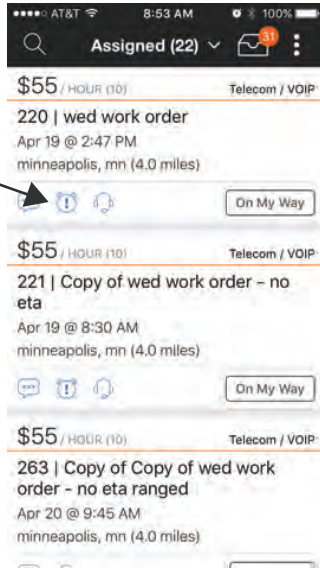 AT&T 8:53 AM 100%
Assigned (22) 31
$55 / HOUR (10) Telecom / VOIP
220 | wed work order
Apr 19 @ 2:47 PM
minneapolis, mn (4.0 miles)
On My Way
$55 / HOUR (10) Telecom / VOIP
221 | Copy of wed work order – no
eta
Apr 19 @ 8:30 AM
minneapolis, mn (4.0 miles)
On My Way
$55 / HOUR (10) Telecom / VOIP
263 | Copy of Copy of wed work
order – no eta ranged
Apr 20 @ 9:45 AM
minneapolis, mn (4.0 miles)